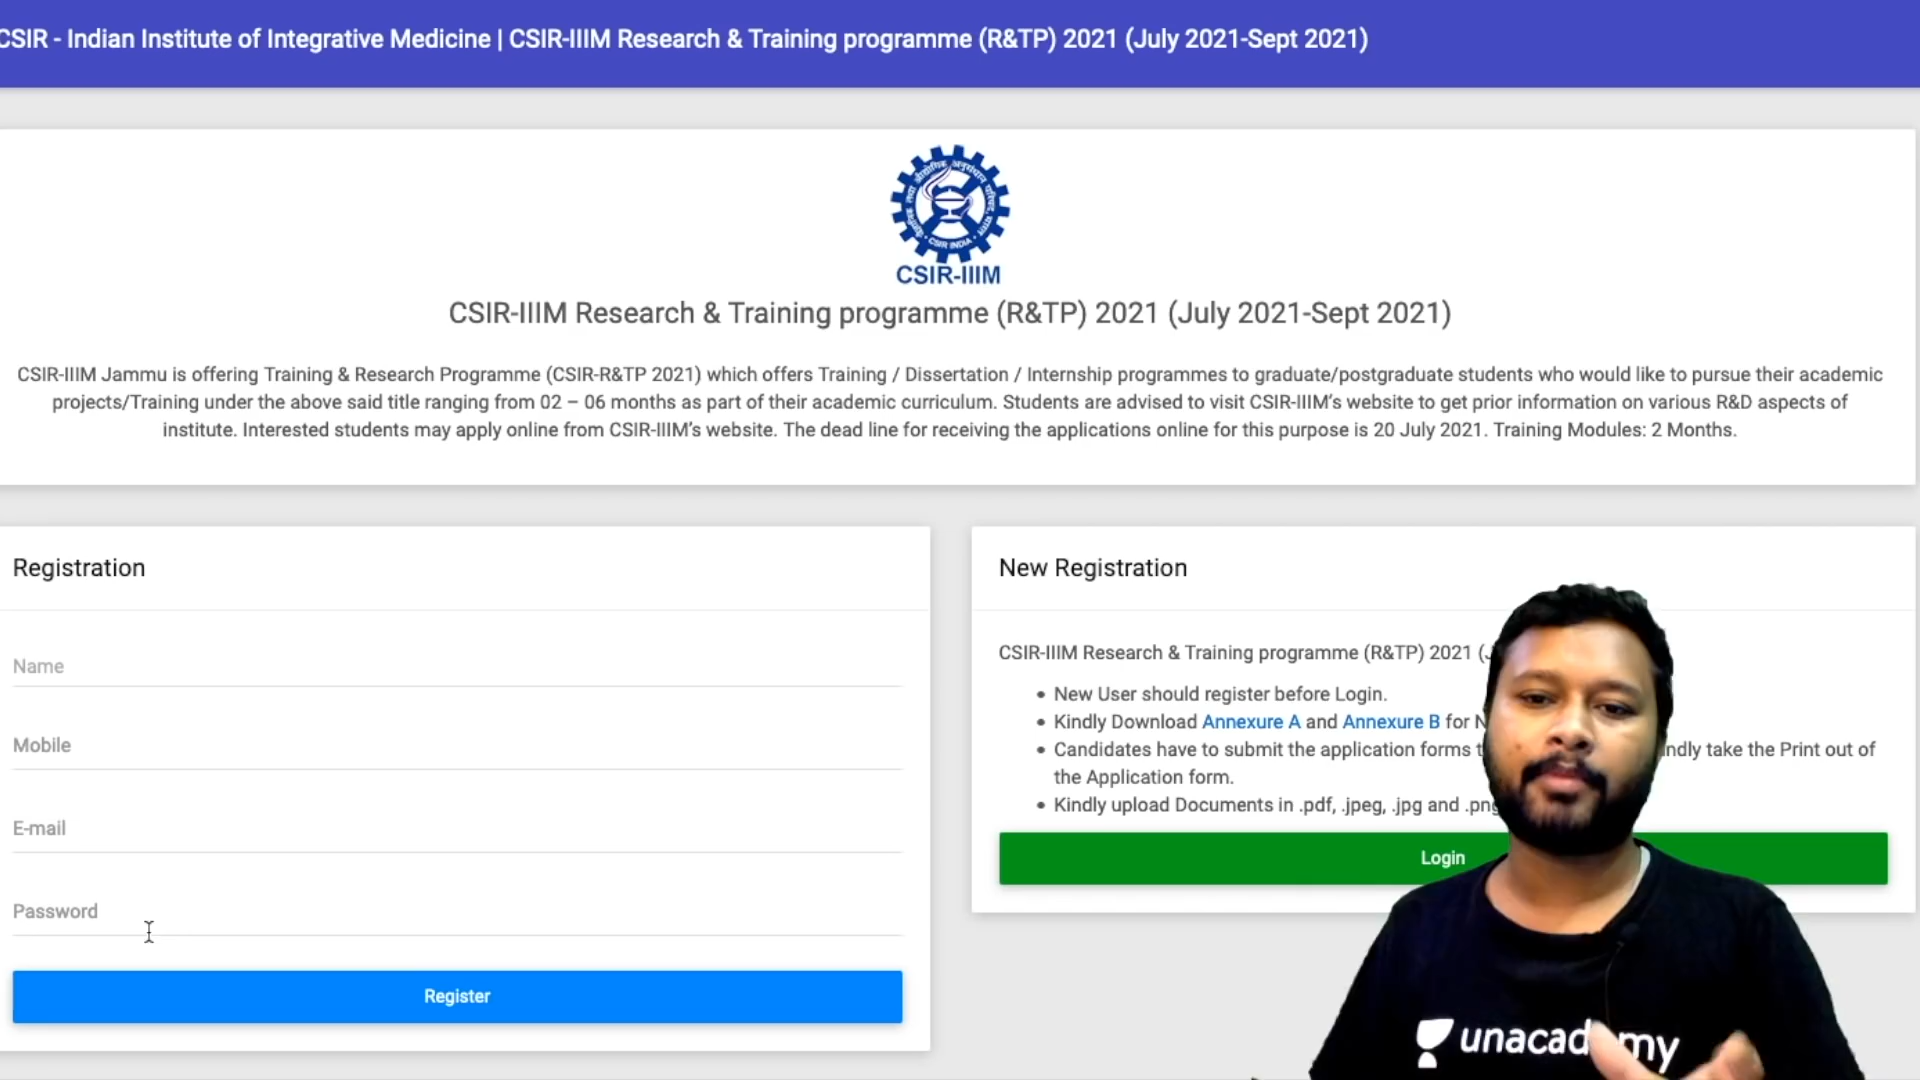 CSIR - Indian Institute of Integrative Medicine | CSIR-IIIM Research & Training programme (R&TP) 2021 (July 2021-Sept 2021)
CSIR INDIA
CSIR-IIIM
CSIR-IIIM Research & Training programme (R&TP) 2021 (July 2021-Sept 2021)
CSIR-IIIM Jammu is offering Training & Research Programme (CSIR-R&TP 2021) which offers Training / Dissertation / Internship programmes to graduate/postgraduate students who would like to pursue their academic
projects/Training under the above said title ranging from 02 – 06 months as part of their academic curriculum. Students are advised to visit CSIR-IIIM’s website to get prior information on various R&D aspects of
institute. Interested students may apply online from CSIR-IIIM’s website. The dead line for receiving the applications online for this purpose is 20 July 2021. Training Modules: 2 Months.
Registration
Name
Mobile
E-mail
Password
Register
New Registration
CSIR-IIIM Research & Training programme (R&TP) 2021
New User should register before Login.
Kindly Download Annexure A and Annexure B for
Candidates have to submit the application forms take the Print out of
the Application form.
Kindly upload Documents in .pdf, .jpeg, .jpg and .png
Login
unacademy